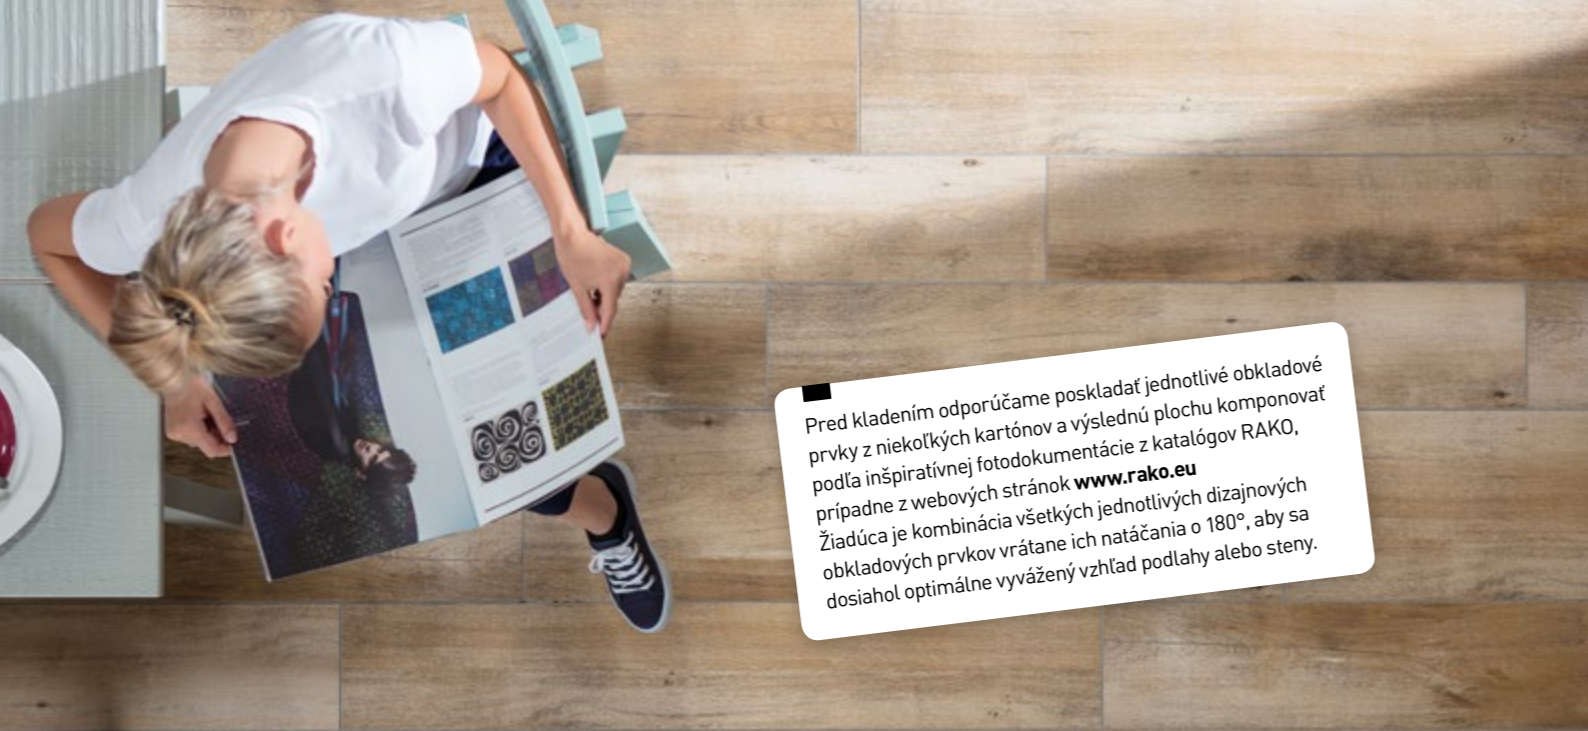 Pred kladením odporúčame poskladať jednotlivé obkladové
prvky z niekoľkých kartónov a výslednú plochu komponovať
podľa inšpiratívnej fotodokumentácie z katalógov RAKO,
prípadne z webových stránok www.rako.eu
Žiadúca je kombinácia všetkých jednotlivých dizajnových
obkladových prvkov vrátane ich natáčania o 180°, aby sa
dosiahol optimálne vyvážený vzhľad podlahy alebo steny.